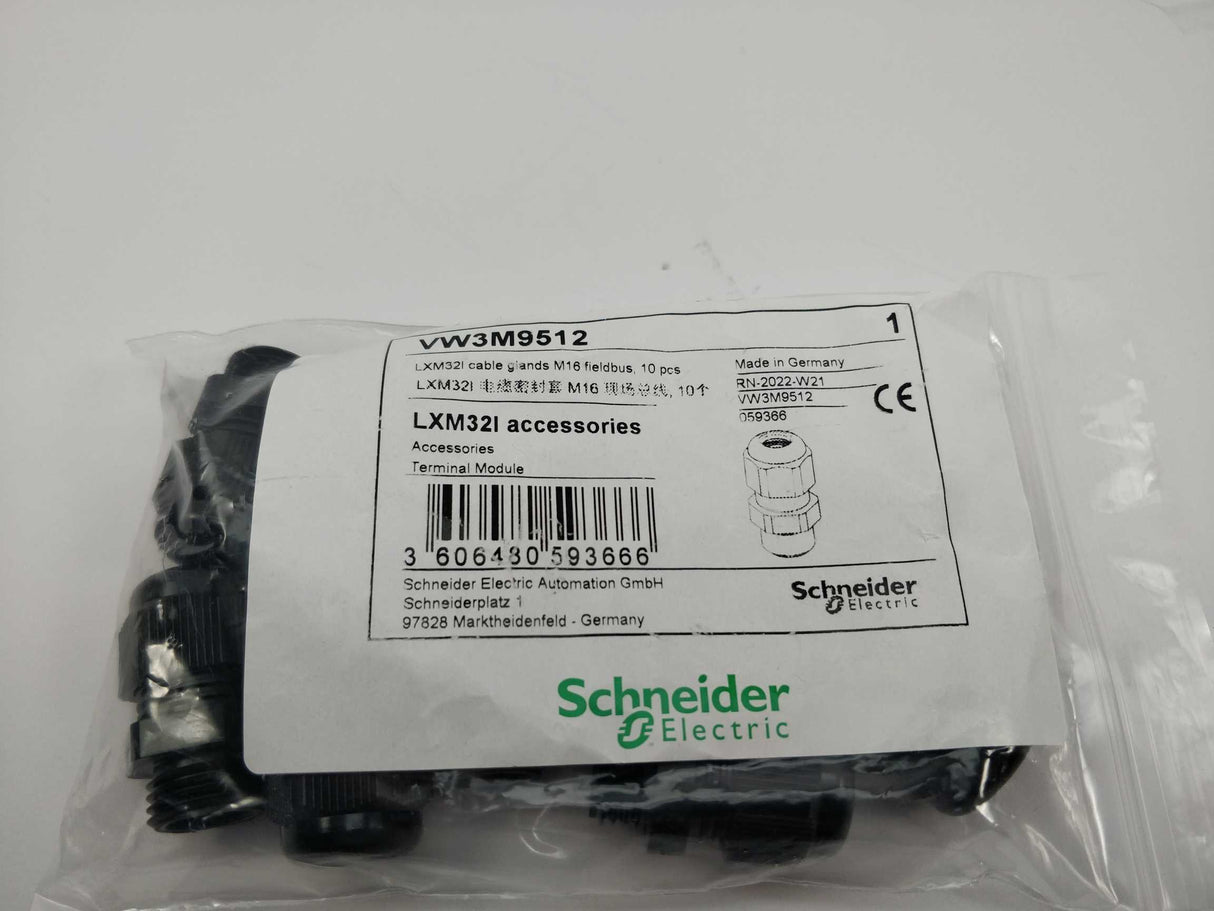 VW3M9512
1
LXM32I cable glands M16 fieldbus, 10 pcs
LXM32I 电缆密封套 M16 现场总线, 10个
LXM32I accessories
Accessories
Terminal Module
Made in Germany
RN-2022-W21
VW3M9512
059366
CE
3 606480 593666
Schneider Electric Automation GmbH
Schneiderplatz 1
97828 Marktheidenfeld - Germany
Schneider
Electric
Schneider
Electric